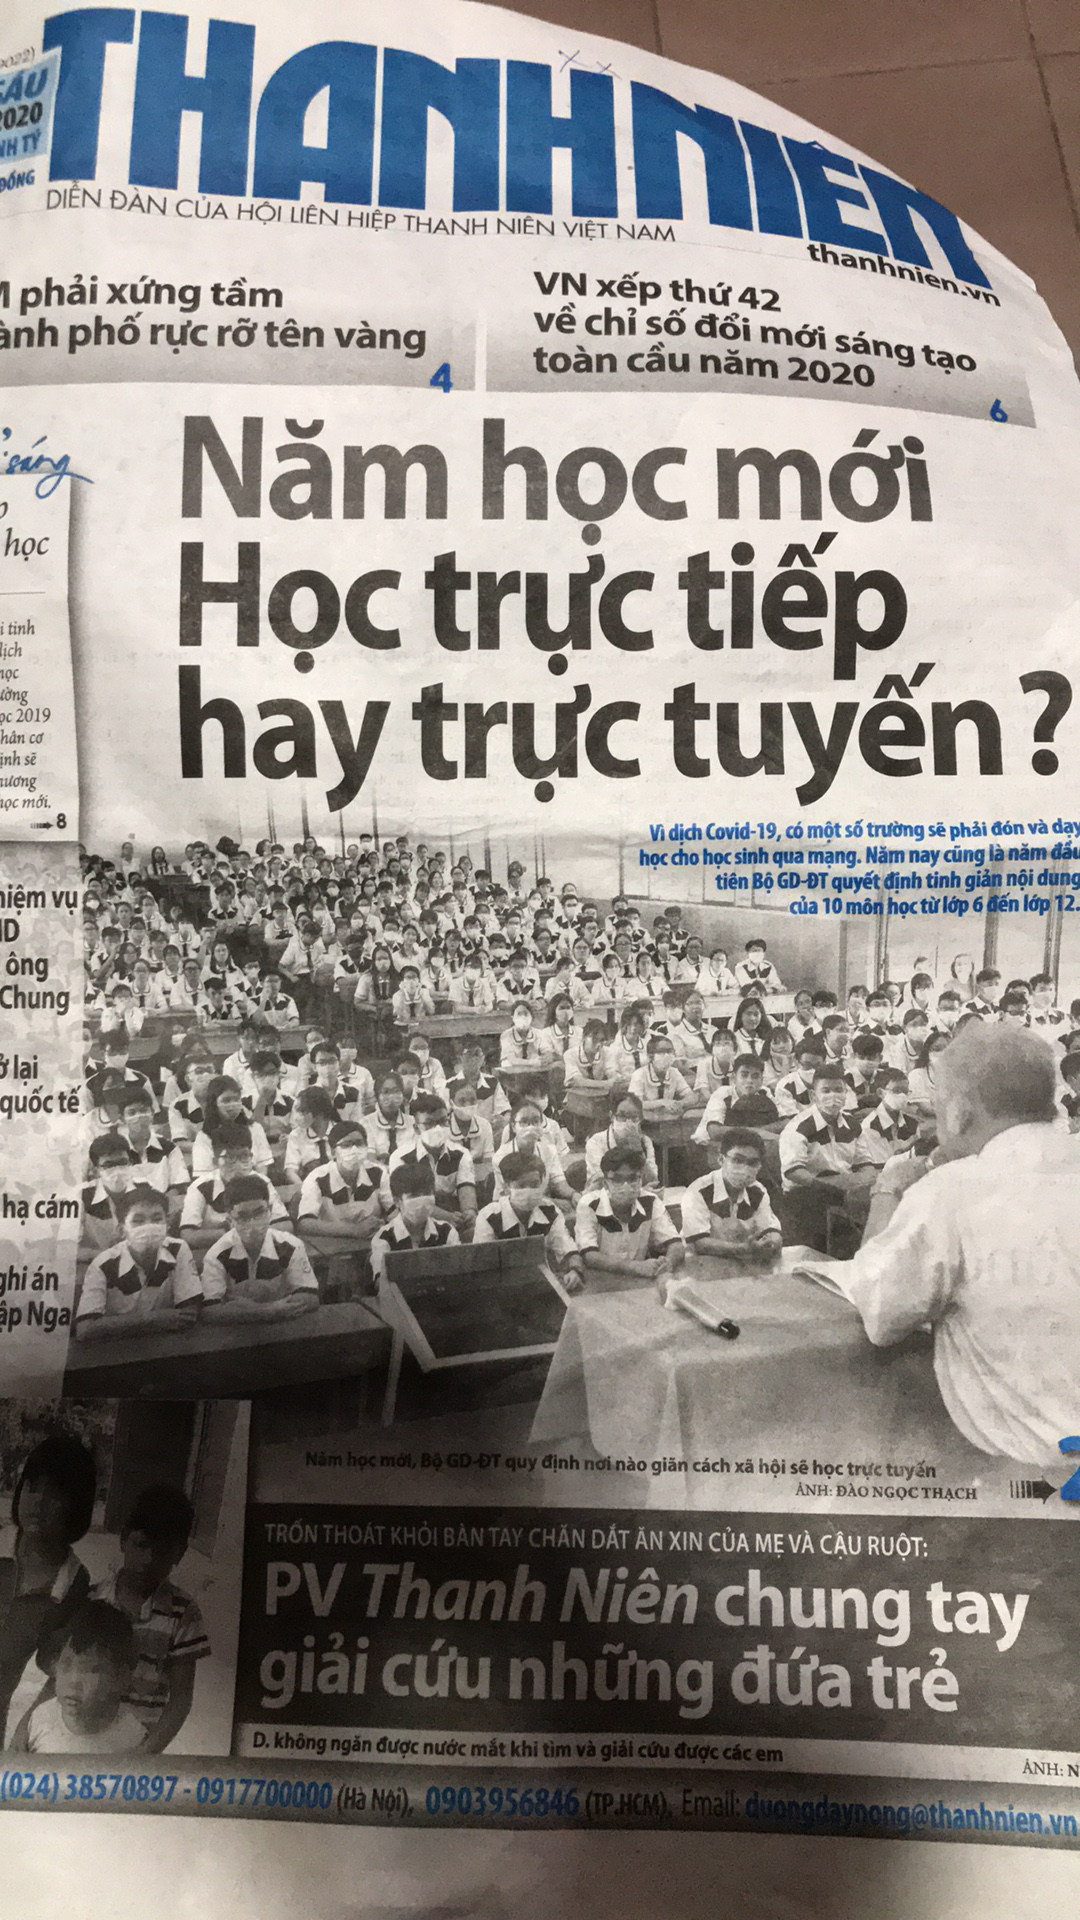 2022)
SÁU
2020
NH TÝ
ĐỒNG
THANH NIÊN
DIỄN ĐÀN CỦA HỘI LIÊN HIỆP THANH NIÊN VIỆT NAM
thanhnien.vn
phải xứng tầm
ành phố rực rỡ tên vàng
4
VN xếp thứ 42
về chỉ số đổi mới sáng tạo
toàn cầu năm 2020
6
sáng
học
Năm học mới
Học trực tiếp
hay trực tuyến ?
i tinh
lịch
học
ường
ọc 2019
hân cơ
ịnh sẽ
ương
học mới.
8
Vì dịch Covid-19, có một số trường sẽ phải đón và dạy
học cho học sinh qua mạng. Năm nay cũng là năm đầu
tiên Bộ GD-ĐT quyết định tinh giản nội dung
của 10 môn học từ lớp 6 đến lớp 12.
hiệm vụ
ND
ông
Chung
ở lại
quốc tế
hạ cám
ghi án
ập Nga
Năm học mới, Bộ GD-ĐT quy định nơi nào giãn cách xã hội sẽ học trực tuyến
ẢNH: ĐÀO NGỌC THẠCH
2
TRỐN THOÁT KHỎI BÀN TAY CHĂN DẮT ĂN XIN CỦA MẸ VÀ CẬU RUỘT:
PV Thanh Niên chung tay
giải cứu những đứa trẻ
D. không ngăn được nước mắt khi tìm và giải cứu được các em
ẢNH: N
(024) 38570897 - 0917700000 (Hà Nội), 0903956846 (TP.HCM), Email: duongdaynong@thanhnien.vn